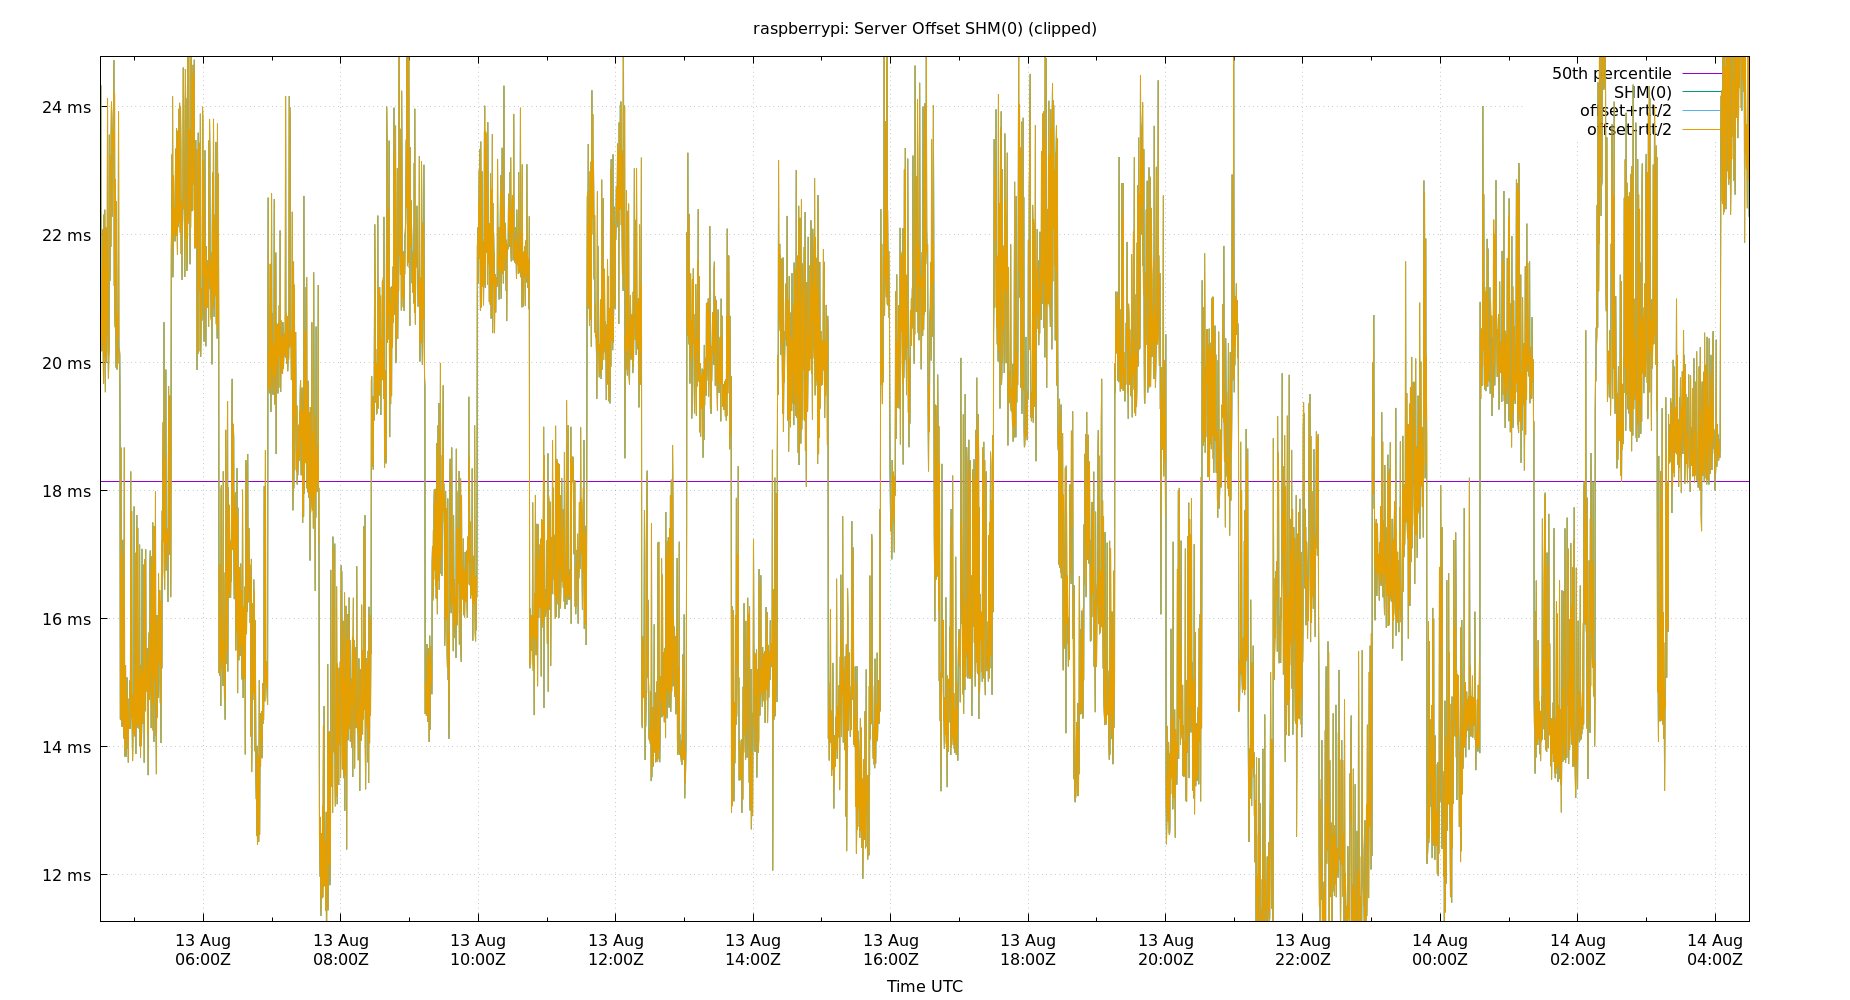 raspberrypi: Server Offset SHM(0) (clipped)
50th percentile
SHM(0)
offset+rtt/2
offset-rtt/2
24 ms
22 ms
20 ms
18 ms
16 ms
14 ms
12 ms
13 Aug 13 Aug 13 Aug 13 Aug 13 Aug 13 Aug 13 Aug 13 Aug 13 Aug 14 Aug 14 Aug 14 Aug
06:00Z 08:00Z 10:00Z 12:00Z 14:00Z 16:00Z 18:00Z 20:00Z 22:00Z 00:00Z 02:00Z 04:00Z
Time UTC